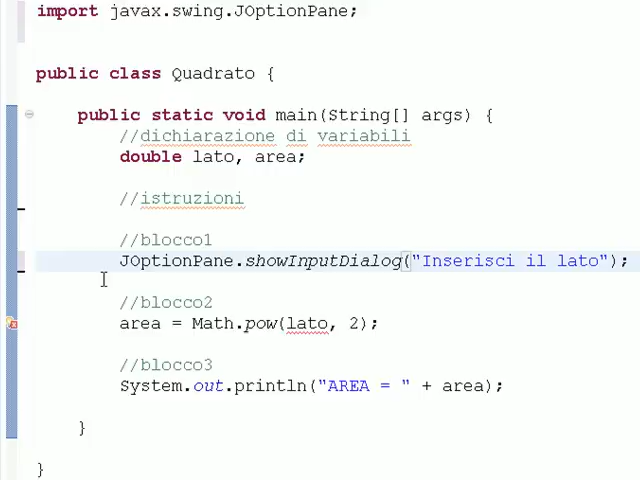 import javax.swing.JOptionPane;
public class Quadrato {
public static void main(String[] args) {
//dichiarazione di variabili
double lato, area;
//istruzioni
//blocco1
JOptionPane.showInputDialog("Inserisci il lato");
//blocco2
area = Math.pow(lato, 2);
//blocco3
System.out.println("AREA = " + area);
}
}